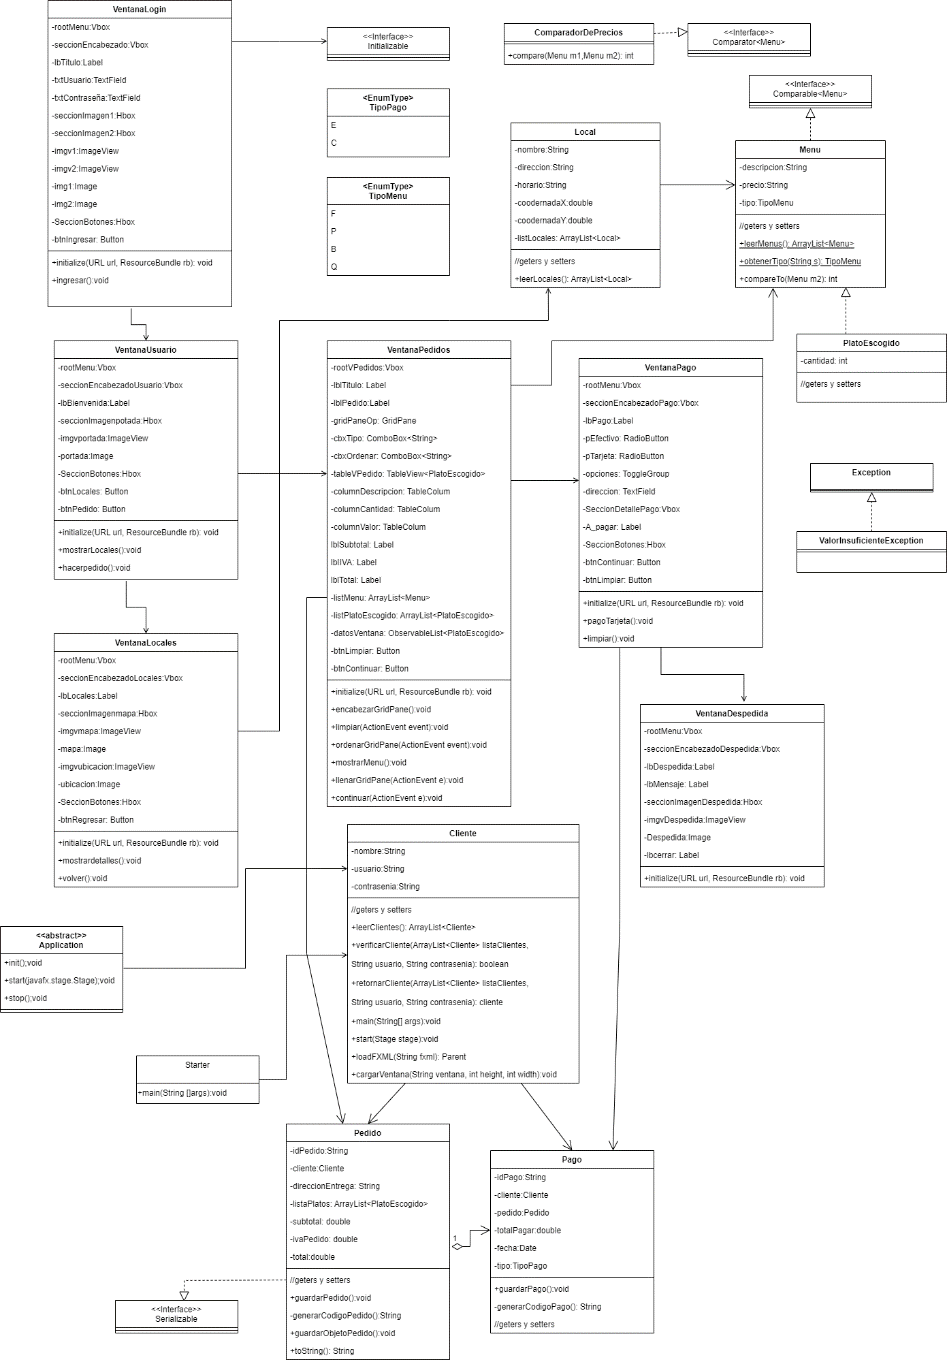 VentanaLogin
-rootMenu:Vbox
-seccionEncabezado:Vbox
-lbTitulo:Label
-txtUsuario:TextField
-txtContraseña:TextField
-seccionImagen1:Hbox
-seccionImagen2:Hbox
-imgv1:ImageView
-imgv2:ImageView
-img1:Image
-img2:Image
-SeccionBotones:Hbox
-btnIngresar: Button
+initialize(URL url, ResourceBundle rb): void
+ingresar():void
<<Interface>>
Initializable
<EnumType>
TipoPago
E
C
<EnumType>
TipoMenu
F
P
B
Q
ComparadorDePrecios
+compare(Menu m1,Menu m2): int
<<Interface>>
Comparator<Menu>
<<Interface>>
Comparable<Menu>
Local
-nombre:String
-direccion:String
-horario:String
-coodernadaX:double
-coodernadaY:double
-listLocales: ArrayList<Local>
//geters y setters
+leerLocales(): ArrayList<Local>
Menu
-descripcion:String
-precio:String
-tipo:TipoMenu
//geters y setters
+leerMenus(): ArrayList<Menu>
+obtenerTipo(String s): TipoMenu
+compareTo(Menu m2): int
PlatoEscogido
-cantidad: int
//geters y setters
VentanaUsuario
-rootMenu:Vbox
-seccionEncabezadoUsuario:Vbox
-lbBienvenida:Label
-seccionImagenpotada:Hbox
-imgvportada:ImageView
-portada:Image
-SeccionBotones:Hbox
-btnLocales: Button
-btnPedido: Button
+initialize(URL url, ResourceBundle rb): void
+mostrarLocales():void
+hacerpedido():void
VentanaPedidos
-rootVPedidos:Vbox
-lblTitulo: Label
-lblPedido:Label
-gridPaneOp: GridPane
-cbxTipo: ComboBox<String>
-cbxOrdenar: ComboBox<String>
-tableVPedido: TableView<PlatoEscogido>
-columnDescripcion: TableColum
-columnCantidad: TableColum
-columnValor: TableColum
lblSubtotal: Label
lblIVA: Label
lblTotal: Label
-listMenu: ArrayList<Menu>
-listPlatoEscogido: ArrayList<PlatoEscogido>
-datosVentana: ObservableList<PlatoEscogido>
-btnLimpiar: Button
-btnContinuar: Button
+initialize(URL url, ResourceBundle rb): void
+encabezarGridPane():void
+limpiar(ActionEvent event):void
+ordenarGridPane(ActionEvent event):void
+mostrarMenu():void
+llenarGridPane(ActionEvent e):void
+continuar(ActionEvent e):void
VentanaPago
-rootMenu:Vbox
-seccionEncabezadoPago:Vbox
-lbPago:Label
-pEfectivo: RadioButton
-pTarjeta: RadioButton
-opciones: ToggleGroup
-direccion: TextField
-SeccionDetallePago:Vbox
-A_pagar: Label
-SeccionBotones:Hbox
-btnContinuar: Button
-btnLimpiar: Button
+initialize(URL url, ResourceBundle rb): void
+pagoTarjeta():void
+limpiar():void
Exception
ValorInsuficienteException
VentanaLocales
-rootMenu:Vbox
-seccionEncabezadoLocales:Vbox
-lbLocales:Label
-seccionImagenmapa:Hbox
-imgvmapa:ImageView
-mapa:Image
-imgvubicacion:ImageView
-ubicacion:Image
-SeccionBotones:Hbox
-btnRegresar: Button
+initialize(URL url, ResourceBundle rb): void
+mostrardetalles():void
+volver():void
VentanaDespedida
-rootMenu:Vbox
-seccionEncabezadoDespedida:Vbox
-lbDespedida:Label
-lbMensaje: Label
-seccionImagenDespedida:Hbox
-imgvDespedida:ImageView
-Despedida:Image
-lbcerrar: Label
+initialize(URL url, ResourceBundle rb): void
Cliente
-nombre:String
-usuario:String
-contrasenia:String
//geters y setters
+leerClientes(): ArrayList<Cliente>
+verificarCliente(ArrayList<Cliente> listaClientes,
String usuario, String contrasenia): boolean
+retornarCliente(ArrayList<Cliente> listaClientes,
String usuario, String contrasenia): cliente
+main(String[] args):void
+start(Stage stage):void
+loadFXML(String fxml): Parent
+cargarVentana(String ventana, int height, int width):void
<<abstract>>
Application
+init();void
+start(javafx.stage.Stage);void
+stop();void
Starter
+main(String []args):void
Pedido
-idPedido:String
-cliente:Cliente
-direccionEntrega: String
-listaPlatos: ArrayList<PlatoEscogido>
-subtotal: double
-ivaPedido: double
-total:double
//geters y setters
+guardarPedido():void
-generarCodigoPedido():String
+guardarObjetoPedido():void
+toString(): String
1
Pago
-idPago:String
-cliente:Cliente
-pedido:Pedido
-totalPagar:double
-fecha:Date
-tipo:TipoPago
+guardarPago():void
-generarCodigoPago(): String
//geters y setters
<<Interface>>
Serializable